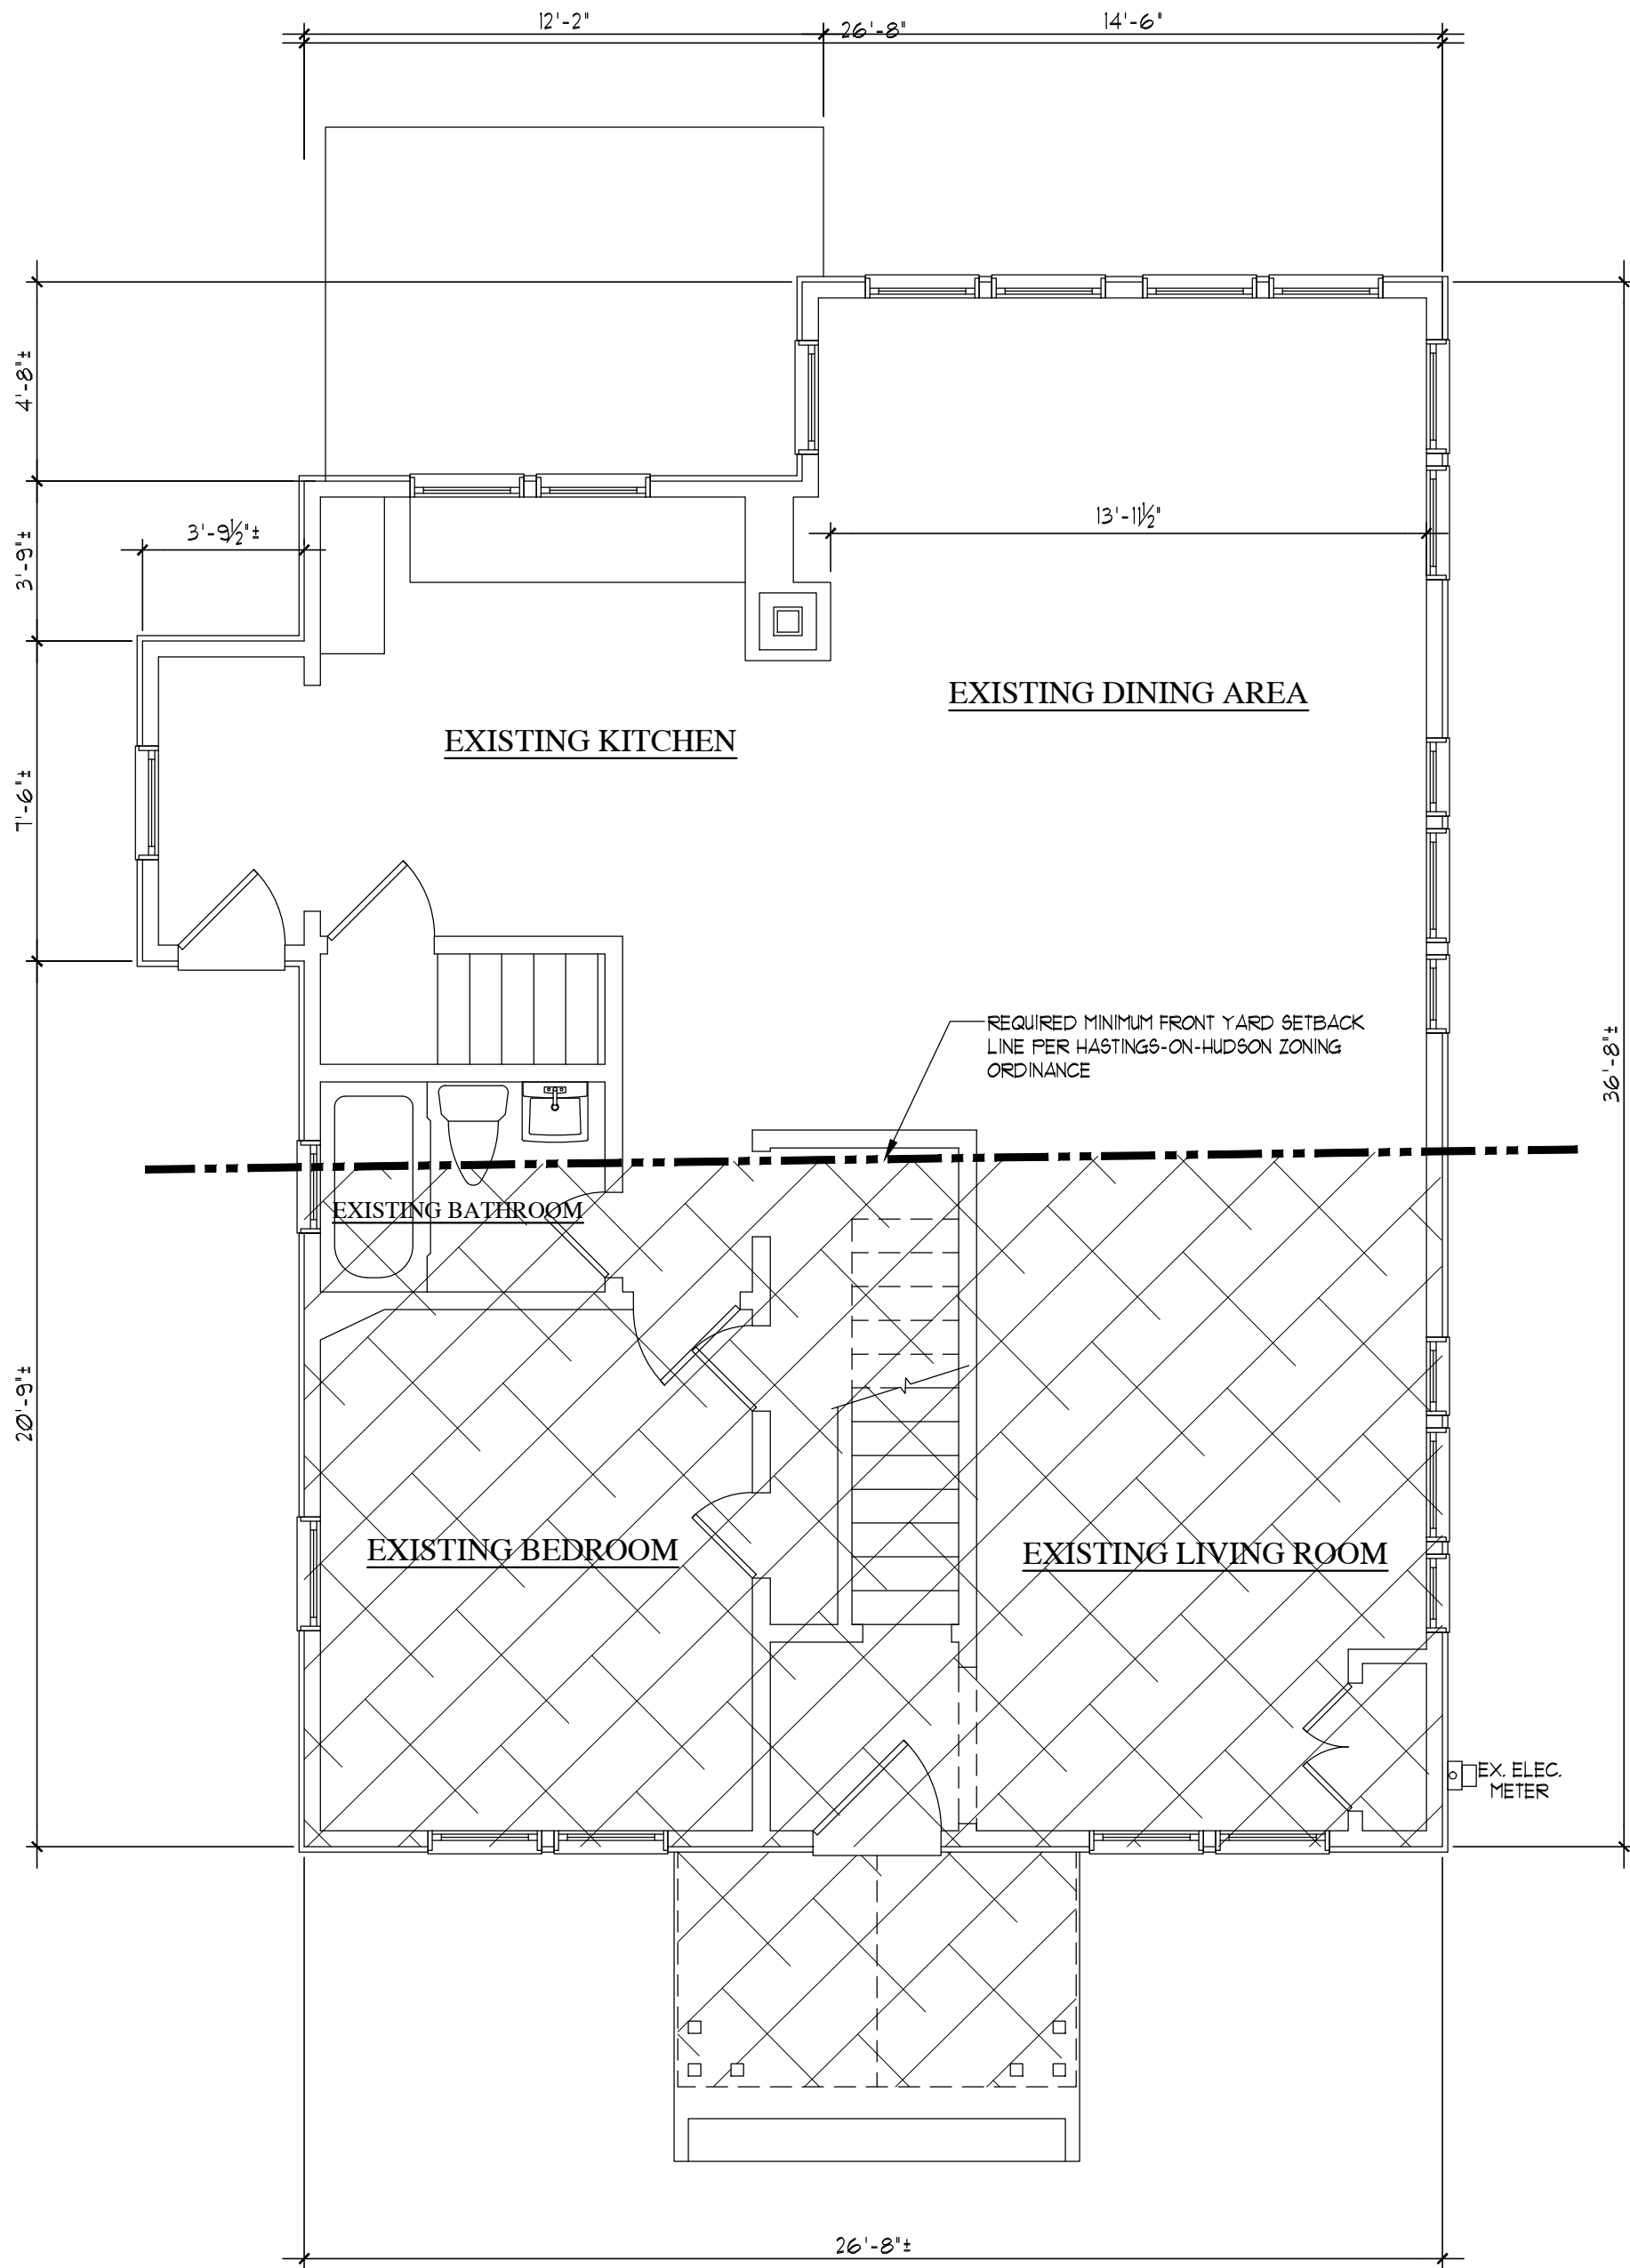 12'-2"
14'-6"
26'-8"
4'-8"±
3'-9½"±
3'-9"±
13'-11½"
EXISTING DINING AREA
EXISTING KITCHEN
7'-6"±
REQUIRED MINIMUM FRONT YARD SETBACK
LINE PER HASTINGS-ON-HUDSON ZONING
ORDINANCE
36'-8"±
EXISTING BATHROOM
20'-9"±
EXISTING BEDROOM
EXISTING LIVING ROOM
EX. ELEC.
METER
26'-8"±